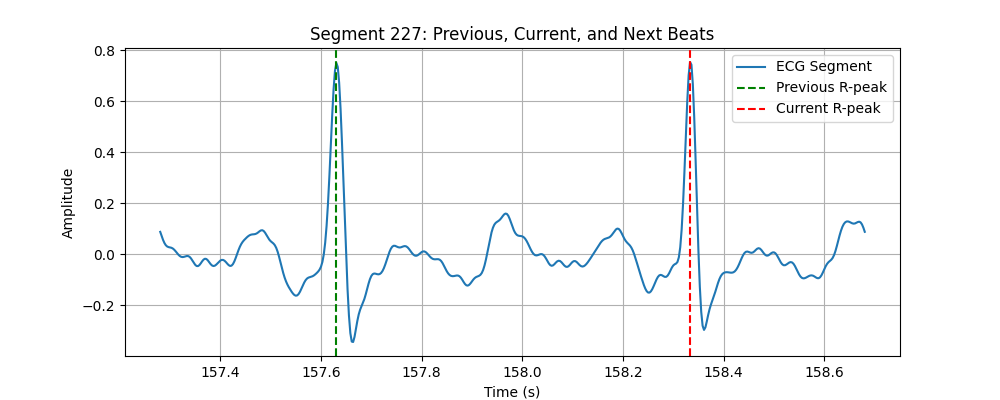 Segment 227: Previous, Current, and Next Beats
ECG Segment
Previous R-peak
Current R-peak
Amplitude
0.8
0.6
0.4
0.2
0.0
−0.2
157.4 157.6 157.8 158.0 158.2 158.4 158.6
Time (s)